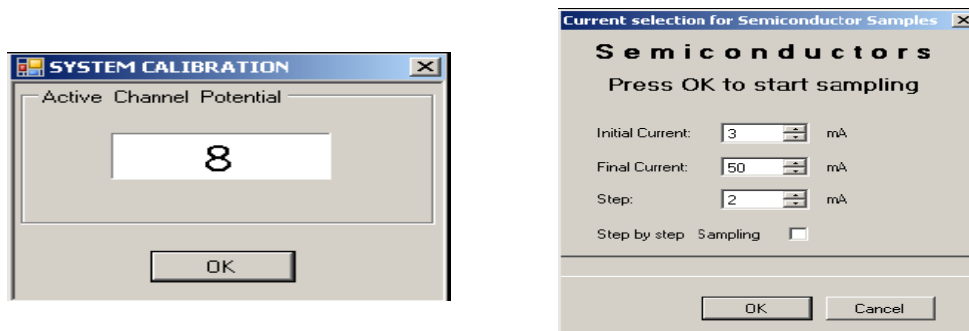 SYSTEM CALIBRATION
Active Channel Potential
8
OK
Current selection for Semiconductor Samples
Semiconductors
Press OK to start sampling
Initial Current: 3 mA
Final Current: 50 mA
Step: 2 mA
Step by step Sampling
OK Cancel